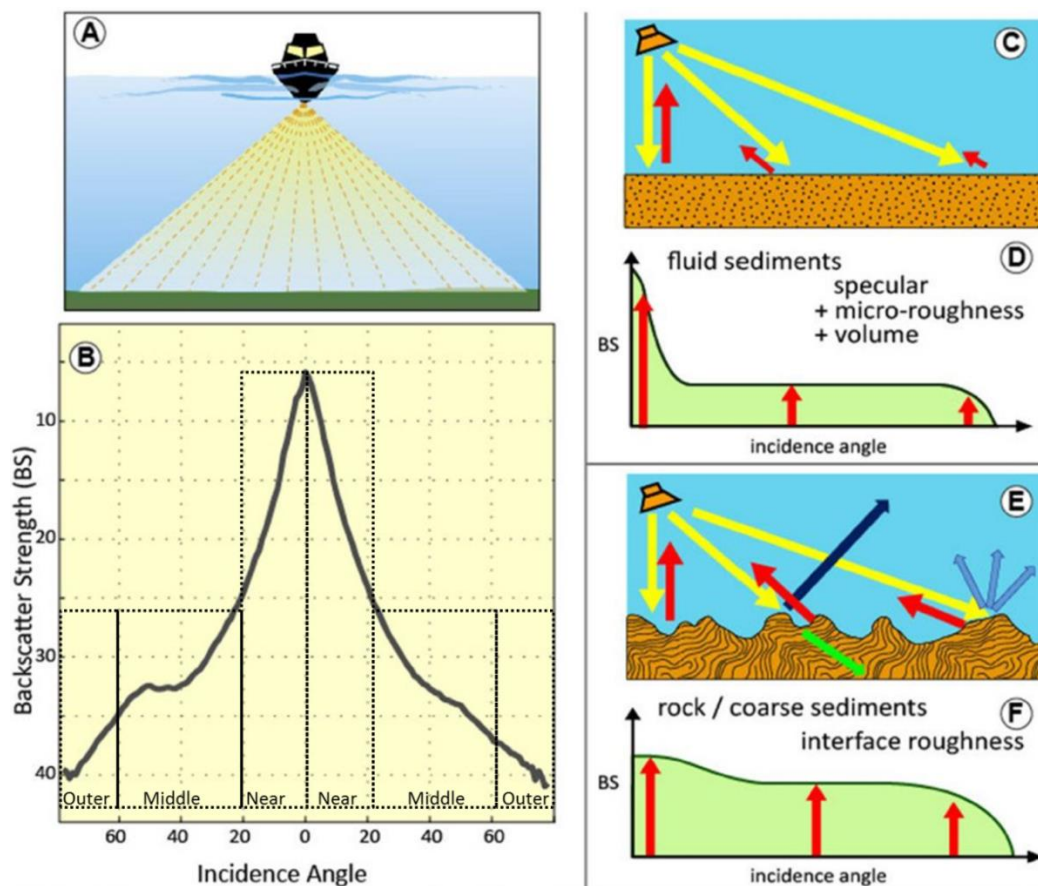 A
B
10
20
30
40
Backscatter Strength (BS)
Outer Middle Near Near Middle Outer
60 40 20 0 20 40 60
Incidence Angle
C
D
fluid sediments
specular
+ micro-roughness
+ volume
BS
incidence angle
E
F
rock / coarse sediments
interface roughness
BS
incidence angle